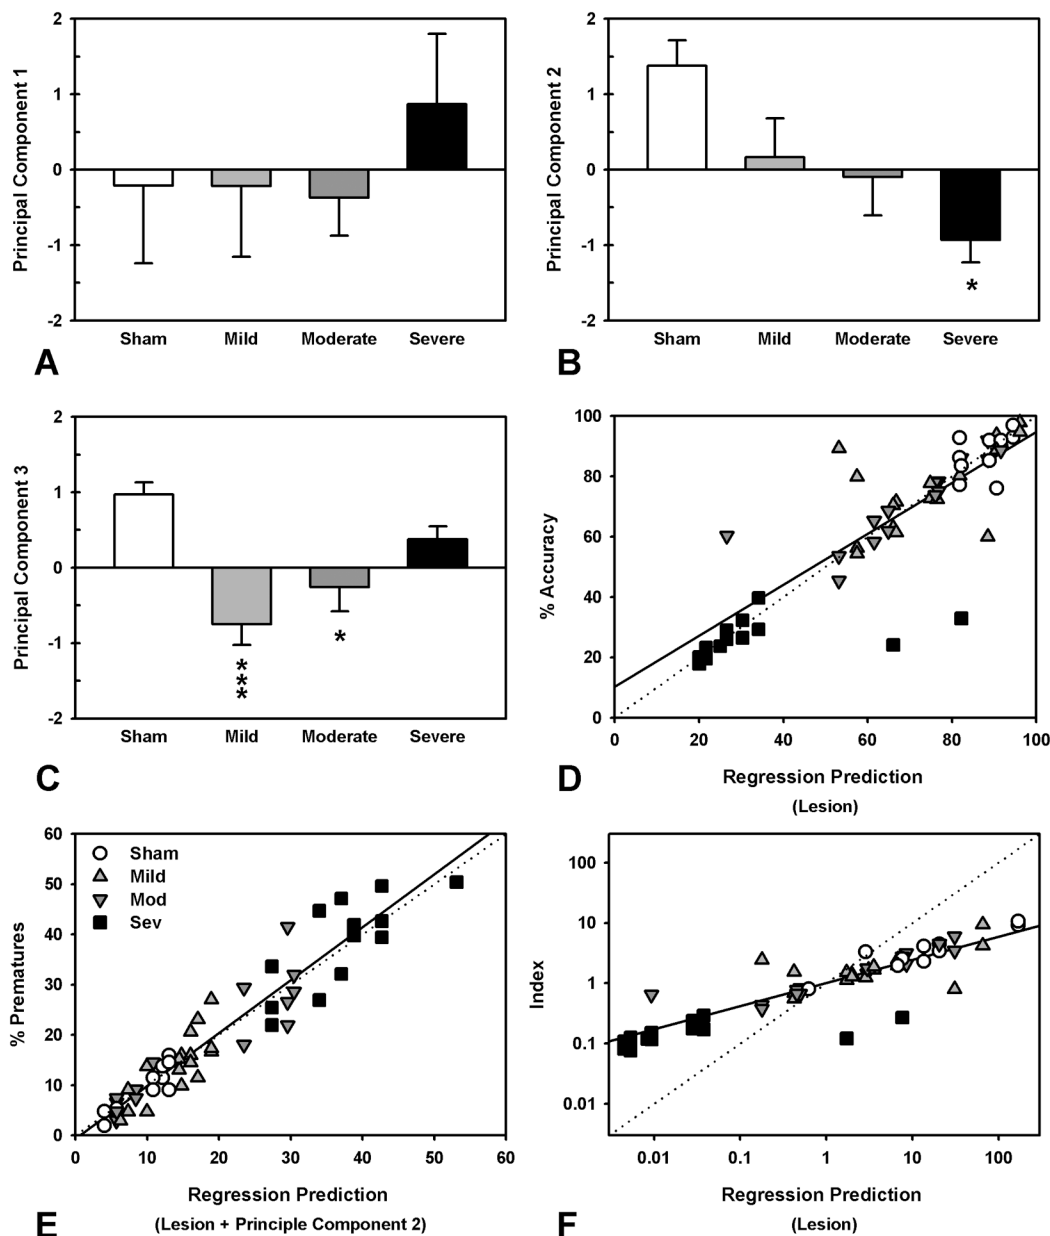 2
1
0
-1
-2
Principal Component 1
Sham Mild Moderate Severe
A
2
1
0
-1
-2
Principal Component 2
*
Sham Mild Moderate Severe
B
2
1
0
-1
-2
Principal Component 3
***
*
Sham Mild Moderate Severe
C
100
80
60
40
20
0
% Accuracy
0 20 40 60 80 100
Regression Prediction
(Lesion)
D
60
50
40
30
20
10
0
% Prematures
Sham
Mild
Mod
Sev
0 10 20 30 40 50 60
Regression Prediction
(Lesion + Principle Component 2)
E
100
10
1
0.1
0.01
Index
0.01 0.1 1 10 100
Regression Prediction
(Lesion)
F